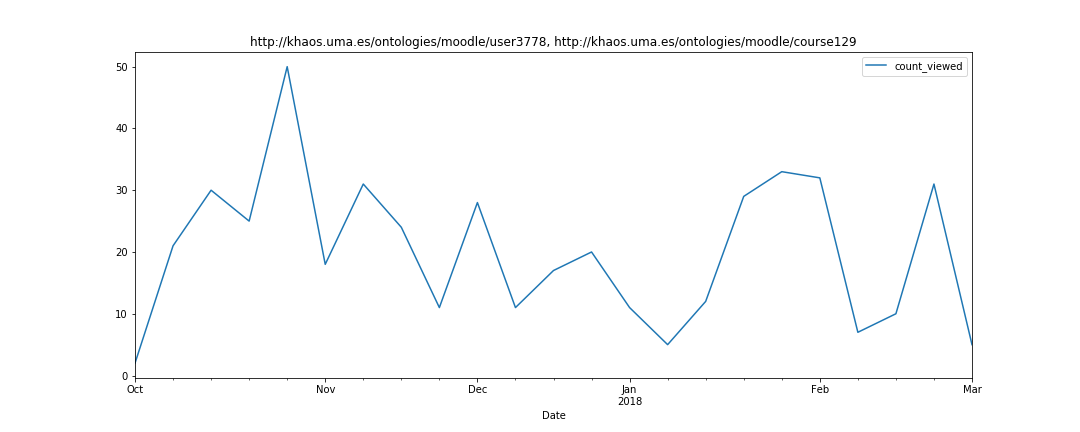 http://khaos.uma.es/ontologies/moodle/user3778, http://khaos.uma.es/ontologies/moodle/course129
count_viewed
50
40
30
20
10
0
Oct Nov Dec Jan Feb Mar
2018
Date